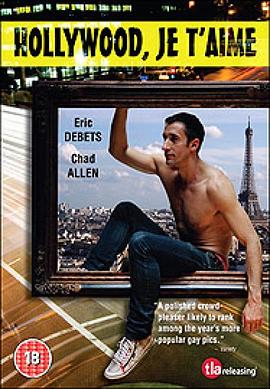 HOLLYWOOD, JE T'AIME
Eric
DEBETS
Chad
ALLEN
"A polished crowd-
pleaser likely to rank
among the year's more
popular gay pics."
Variety
18
tla releasing